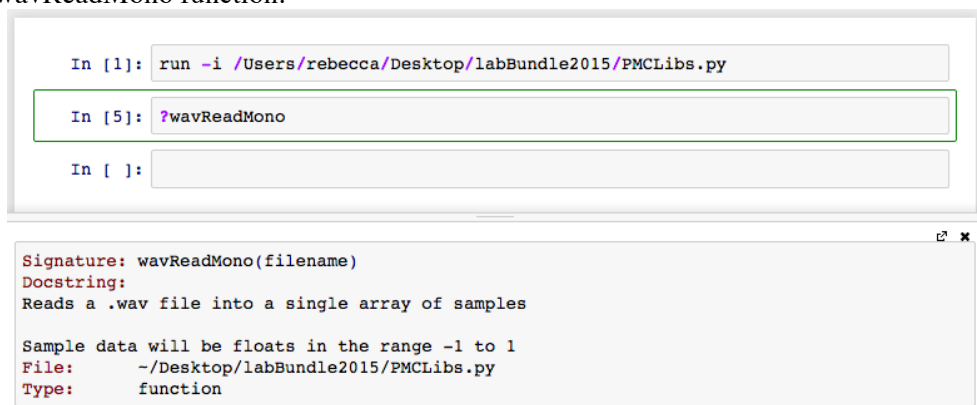 wavReadMono function.
In [1]: run -i /Users/rebecca/Desktop/labBundle2015/PMCLibs.py
In [5]: ?wavReadMono
In [ ]:
Signature: wavReadMono(filename)
Docstring:
Reads a .wav file into a single array of samples
Sample data will be floats in the range -1 to 1
File: ~/Desktop/labBundle2015/PMCLibs.py
Type: function